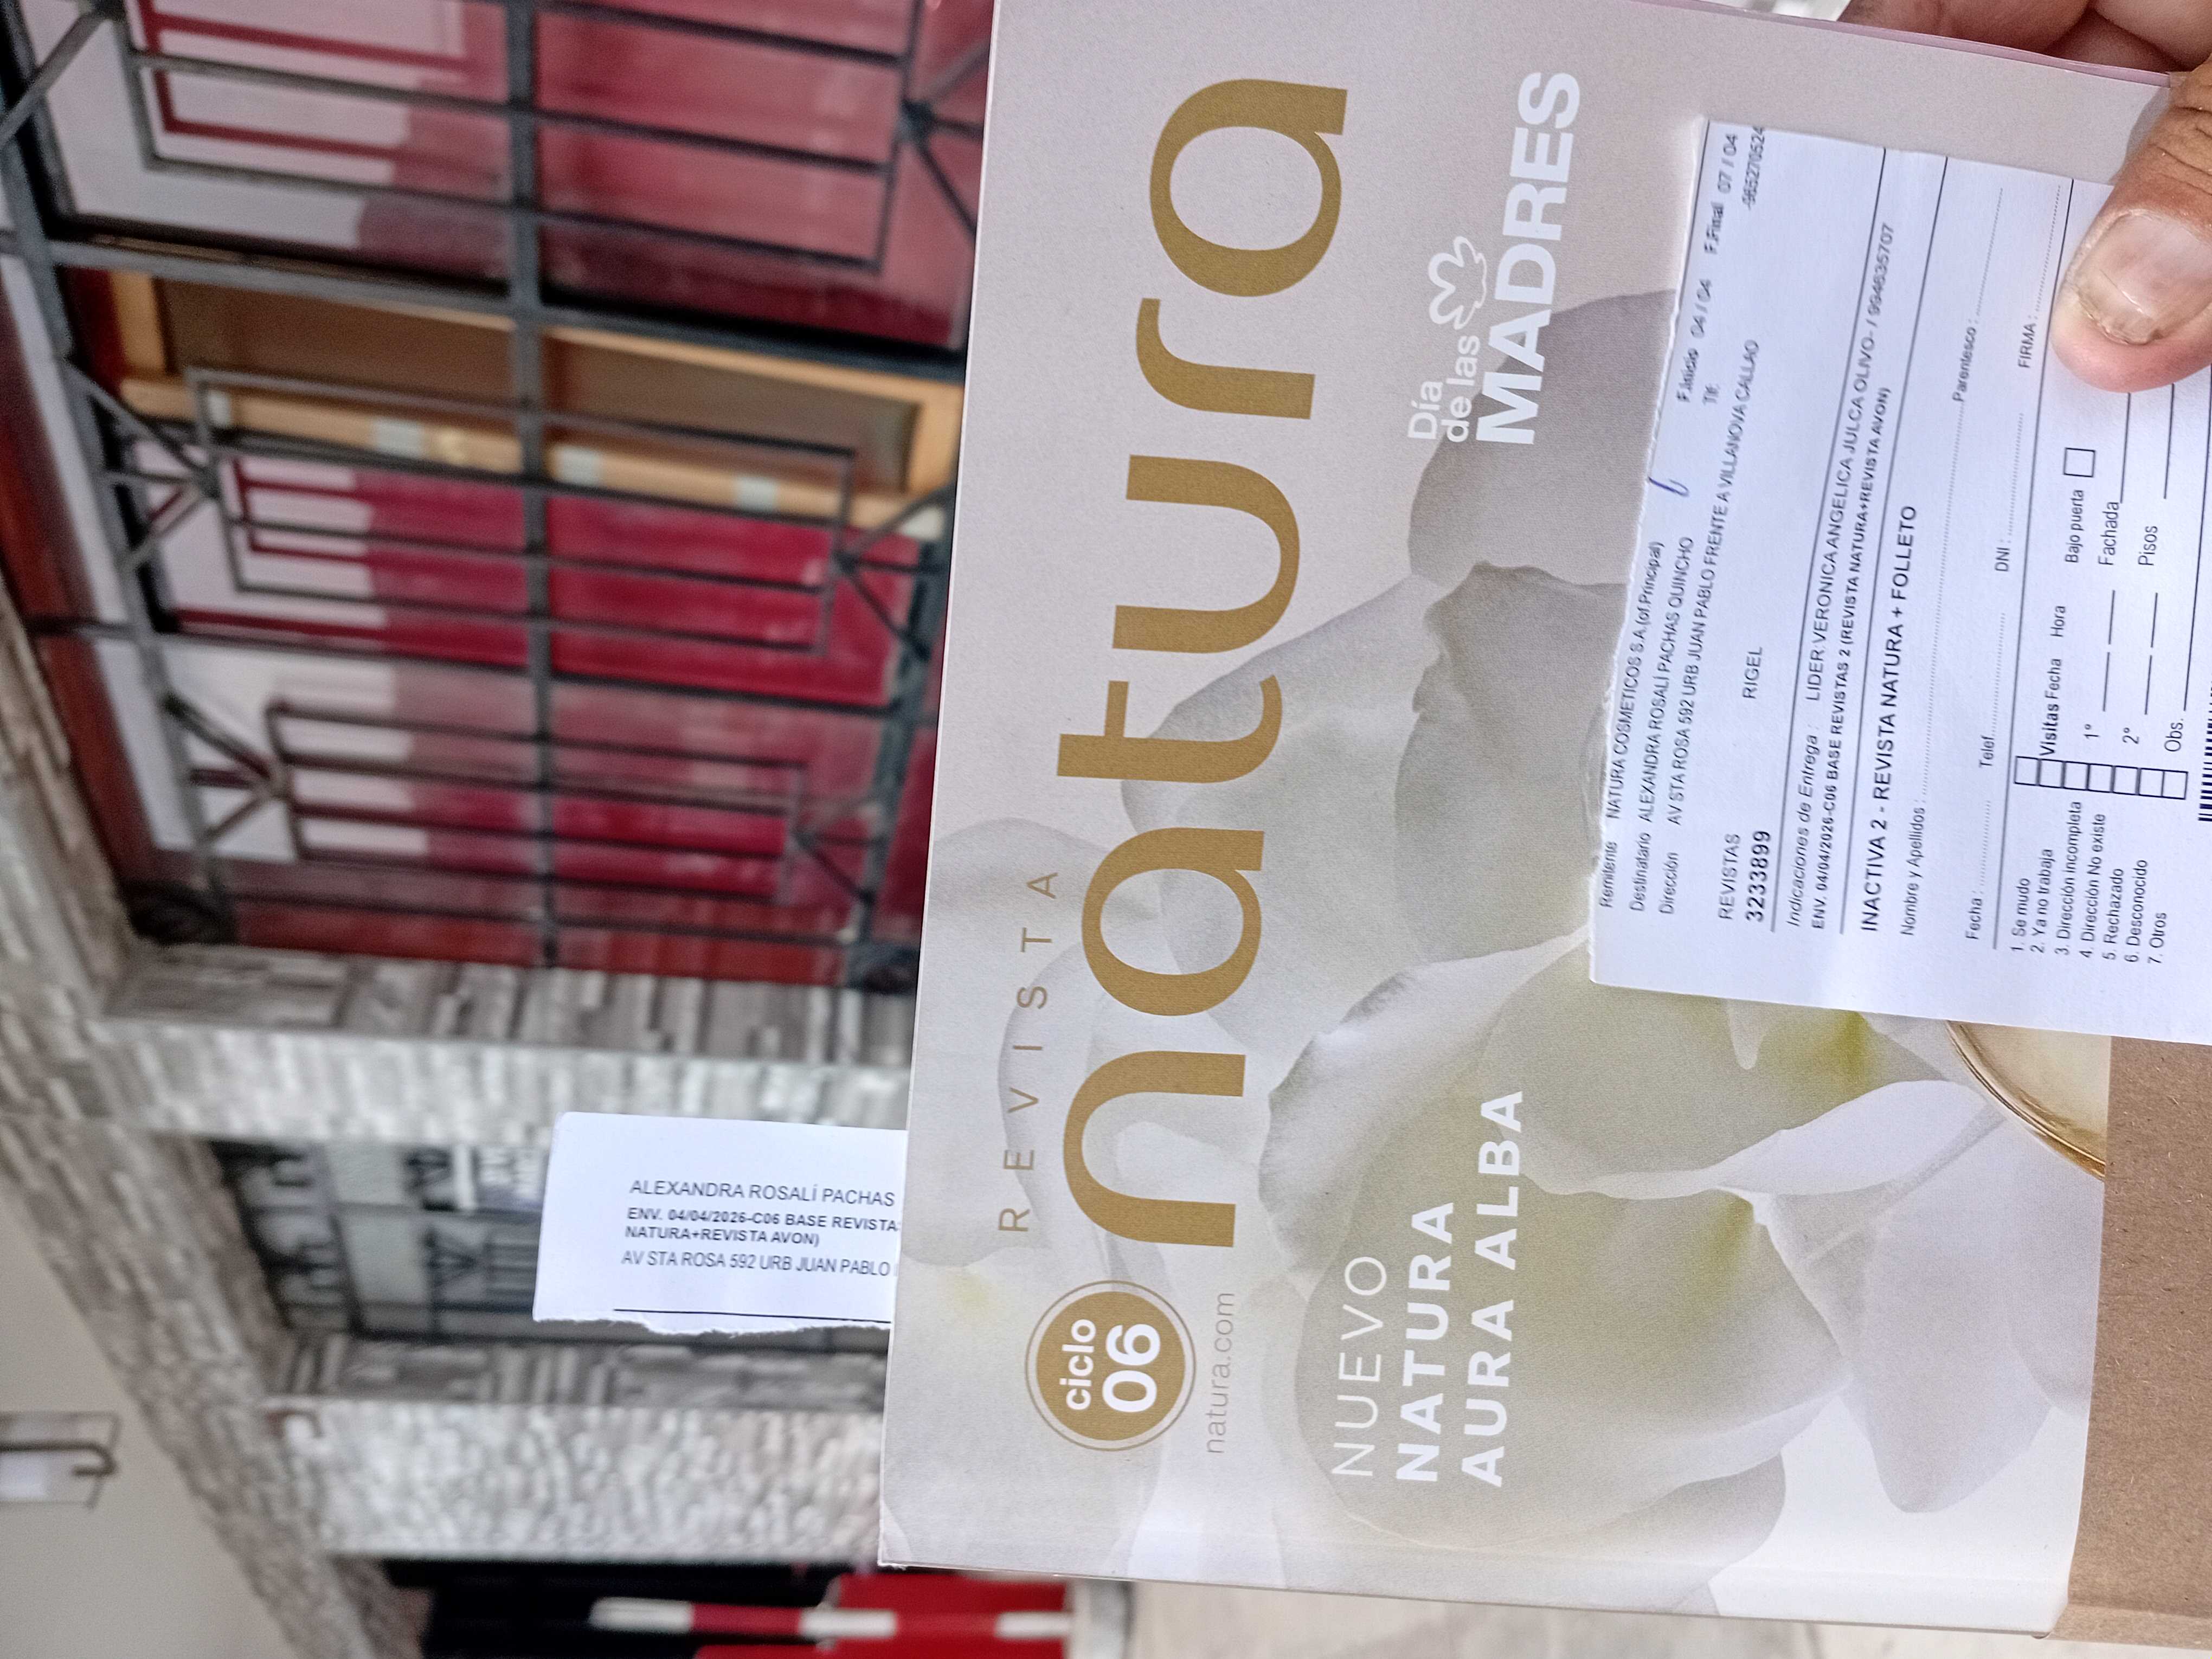 REVISTA
natura
ciclo
06
natura.com
Día
de las
MADRES
NUEVO
NATURA
AURA ALBA
ALEXANDRA ROSALÍ PACHAS
ENV. 04/04/2026-C06 BASE REVISTA
NATURA+REVISTA AVON)
AV STA ROSA 592 URB JUAN PABLO
Remitente NATURA COSMETICOS S.A.(of.Principal) F.Inicio 04 / 04 F.Final 07 / 04
Destinatario ALEXANDRA ROSALÍ PACHAS QUINCHO Tlf: -965270524
Dirección AV STA ROSA 592 URB JUAN PABLO FRENTE A VILLANOVA CALLAO
REVISTAS RIGEL
3233899
Indicaciones de Entrega : LIDER VERONICA ANGELICA JULCA OLIVO- / 994635707
ENV. 04/04/2026-C06 BASE REVISTAS 2 (REVISTA NATURA+REVISTA AVON)
INACTIVA 2 - REVISTA NATURA + FOLLETO
Nombre y Apellidos : Parentesco :
Fecha : Telef. DNI : FIRMA :
1. Se mudo
2. Ya no trabaja
3. Dirección incompleta
4. Dirección No existe
5. Rechazado
6. Desconocido
7. Otros
Visitas Fecha Hora
1°
2°
Obs.
Bajo puerta
Fachada
Pisos